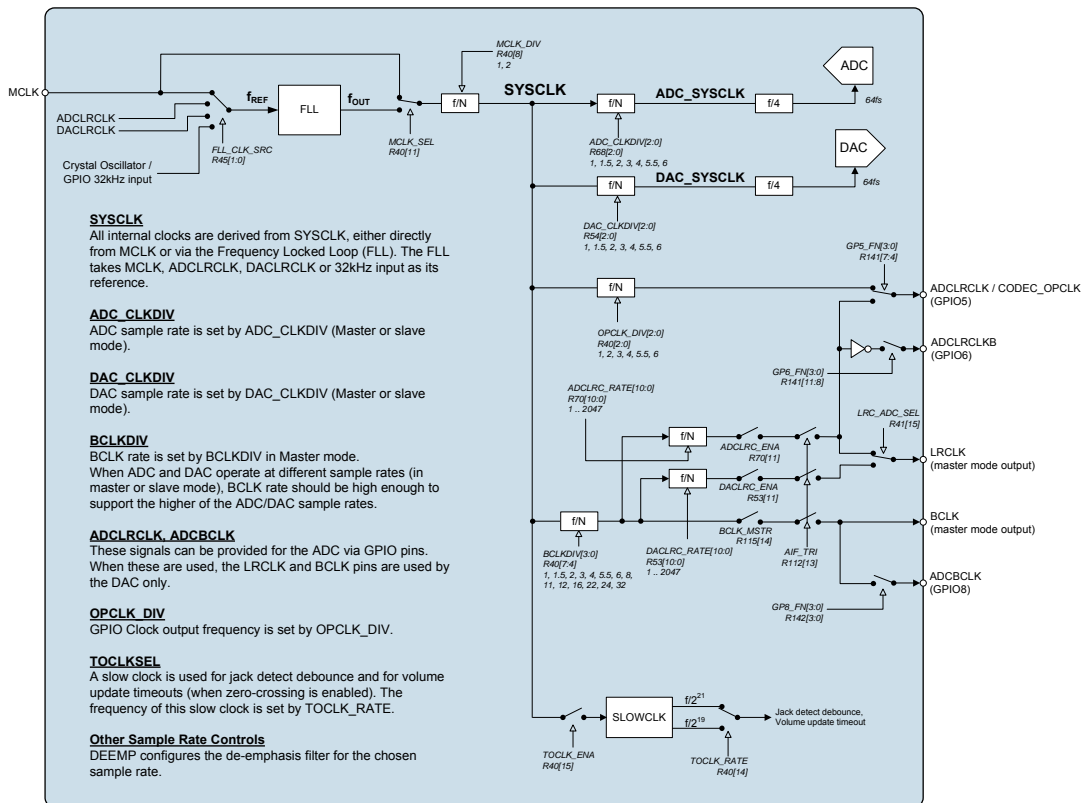 MCLK_DIV
R40[8]
1, 2
MCLK
f_REF
FLL
f_OUT
f/N
SYSCLK
f/N
ADC_SYSCLK
f/4
ADC
64fs
ADCLRCLK
DACLRCLK
FLL_CLK_SRC
R45[1:0]
MCLK_SEL
R40[11]
ADC_CLKDIV[2:0]
R68[2:0]
1, 1.5, 2, 3, 4, 5.5, 6
Crystal Oscillator /
GPIO 32kHz input
f/N
DAC_SYSCLK
f/4
DAC
64fs
DAC_CLKDIV[2:0]
R54[2:0]
1, 1.5, 2, 3, 4, 5.5, 6
SYSCLK
All internal clocks are derived from SYSCLK, either directly
from MCLK or via the Frequency Locked Loop (FLL). The FLL
takes MCLK, ADCLRCLK, DACLRCLK or 32kHz input as its
reference.
ADC_CLKDIV
ADC sample rate is set by ADC_CLKDIV (Master or slave
mode).
DAC_CLKDIV
DAC sample rate is set by DAC_CLKDIV (Master or slave
mode).
BCLKDIV
BCLK rate is set by BCLKDIV in Master mode.
When ADC and DAC operate at different sample rates (in
master or slave mode), BCLK rate should be high enough to
support the higher of the ADC/DAC sample rates.
ADCLRCLK, ADCBCLK
These signals can be provided for the ADC via GPIO pins.
When these are used, the LRCLK and BCLK pins are used by
the DAC only.
OPCLK_DIV
GPIO Clock output frequency is set by OPCLK_DIV.
TOCLKSEL
A slow clock is used for jack detect debounce and for volume
update timeouts (when zero-crossing is enabled). The
frequency of this slow clock is set by TOCLK_RATE.
Other Sample Rate Controls
DEEMP configures the de-emphasis filter for the chosen
sample rate.
GP5_FN[3:0]
R141[7:4]
f/N
ADCLRCLK / CODEC_OPCLK
(GPIO5)
OPCLK_DIV[2:0]
R40[2:0]
1, 2, 3, 4, 5.5, 6
ADCLRCLKB
(GPIO6)
GP6_FN[3:0]
R141[11:8]
ADCLRC_RATE[10:0]
R70[10:0]
1 .. 2047
LRC_ADC_SEL
R41[15]
f/N
ADCLRC_ENA
R70[11]
LRCLK
(master mode output)
f/N
DACLRC_ENA
R53[11]
f/N
BCLK_MSTR
R115[14]
BCLK
(master mode output)
BCLKDIV[3:0]
R40[7:4]
1, 1.5, 2, 3, 4, 5.5, 6, 8,
11, 12, 16, 22, 24, 32
DACLRC_RATE[10:0]
R53[10:0]
1 .. 2047
AIF_TRI
R112[13]
ADCBCLK
(GPIO8)
GP8_FN[3:0]
R142[3:0]
f/2^21
SLOWCLK
f/2^19
Jack detect debounce,
Volume update timeout
TOCLK_ENA
R40[15]
TOCLK_RATE
R40[14]